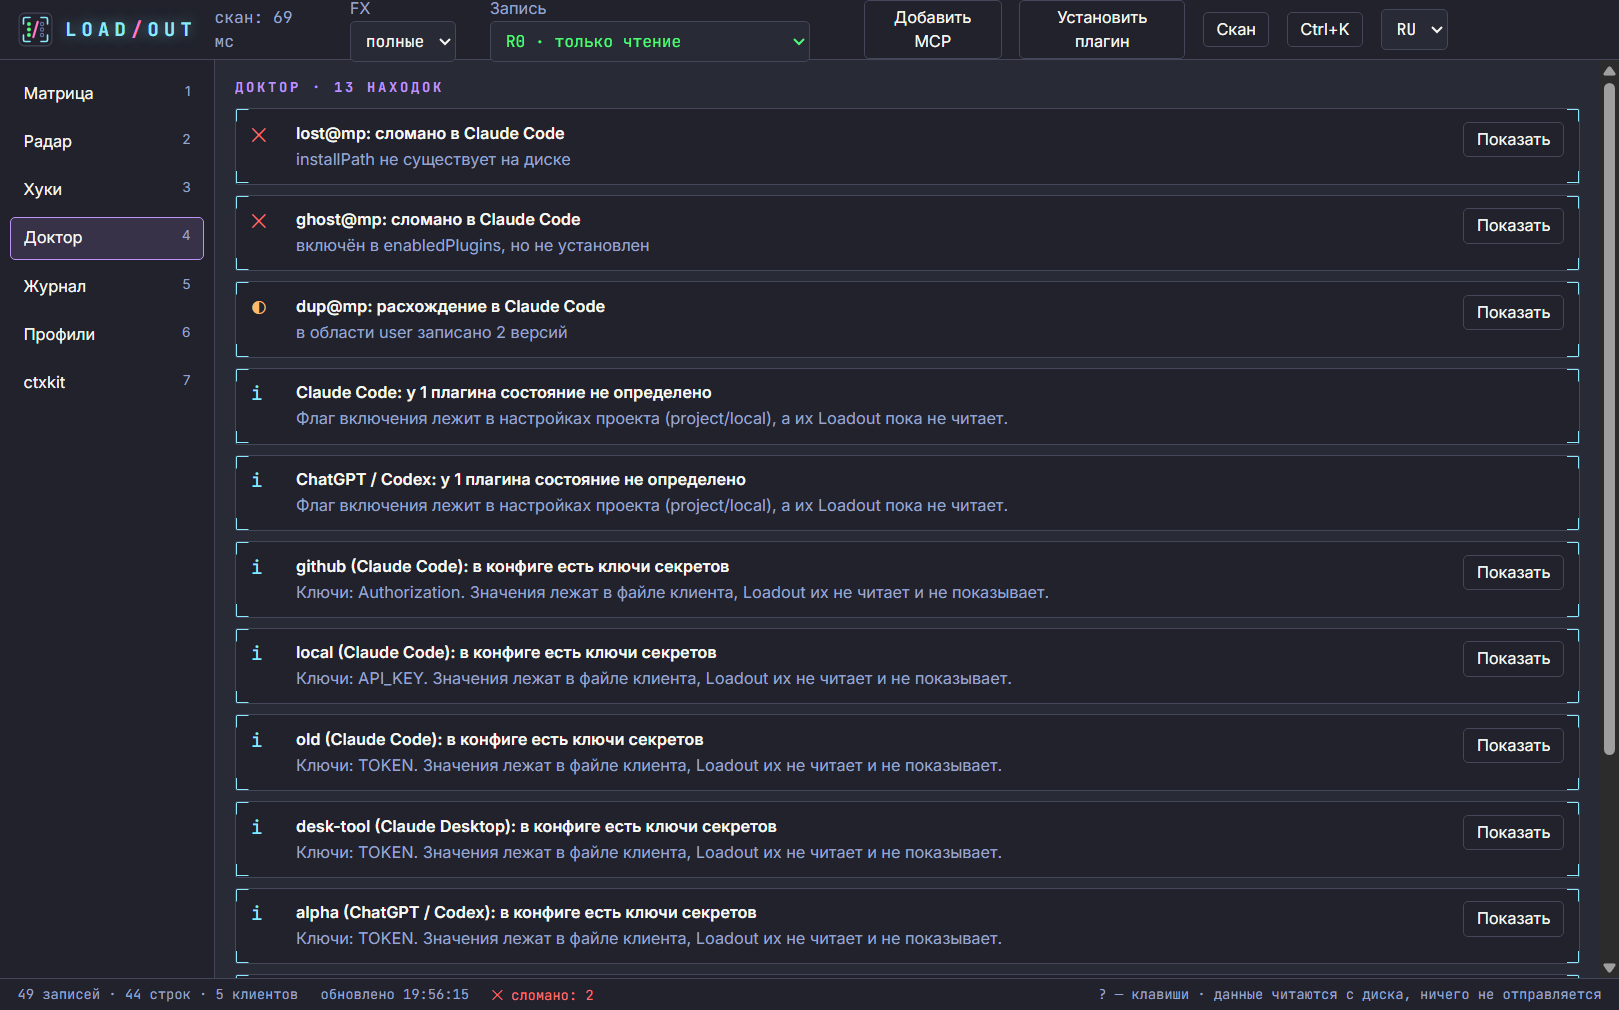 LOAD/OUT
скан: 69 мс
FX
полные
Запись
R0 · только чтение
Добавить MCP
Установить плагин
Скан
Ctrl+K
RU
Матрица 1
Радар 2
Хуки 3
Доктор 4
Журнал 5
Профили 6
ctxkit 7
ДОКТОР · 13 НАХОДОК
lost@mp: сломано в Claude Code
installPath не существует на диске
Показать
ghost@mp: сломано в Claude Code
включён в enabledPlugins, но не установлен
Показать
dup@mp: расхождение в Claude Code
в области user записано 2 версий
Показать
Claude Code: у 1 плагина состояние не определено
Флаг включения лежит в настройках проекта (project/local), а их Loadout пока не читает.
ChatGPT / Codex: у 1 плагина состояние не определено
Флаг включения лежит в настройках проекта (project/local), а их Loadout пока не читает.
github (Claude Code): в конфиге есть ключи секретов
Ключи: Authorization. Значения лежат в файле клиента, Loadout их не читает и не показывает.
Показать
local (Claude Code): в конфиге есть ключи секретов
Ключи: API_KEY. Значения лежат в файле клиента, Loadout их не читает и не показывает.
Показать
old (Claude Code): в конфиге есть ключи секретов
Ключи: TOKEN. Значения лежат в файле клиента, Loadout их не читает и не показывает.
Показать
desk-tool (Claude Desktop): в конфиге есть ключи секретов
Ключи: TOKEN. Значения лежат в файле клиента, Loadout их не читает и не показывает.
Показать
alpha (ChatGPT / Codex): в конфиге есть ключи секретов
Ключи: TOKEN. Значения лежат в файле клиента, Loadout их не читает и не показывает.
Показать
49 записей · 44 строк · 5 клиентов обновлено 19:56:15 сломано: 2
? — клавиши · данные читаются с диска, ничего не отправляется